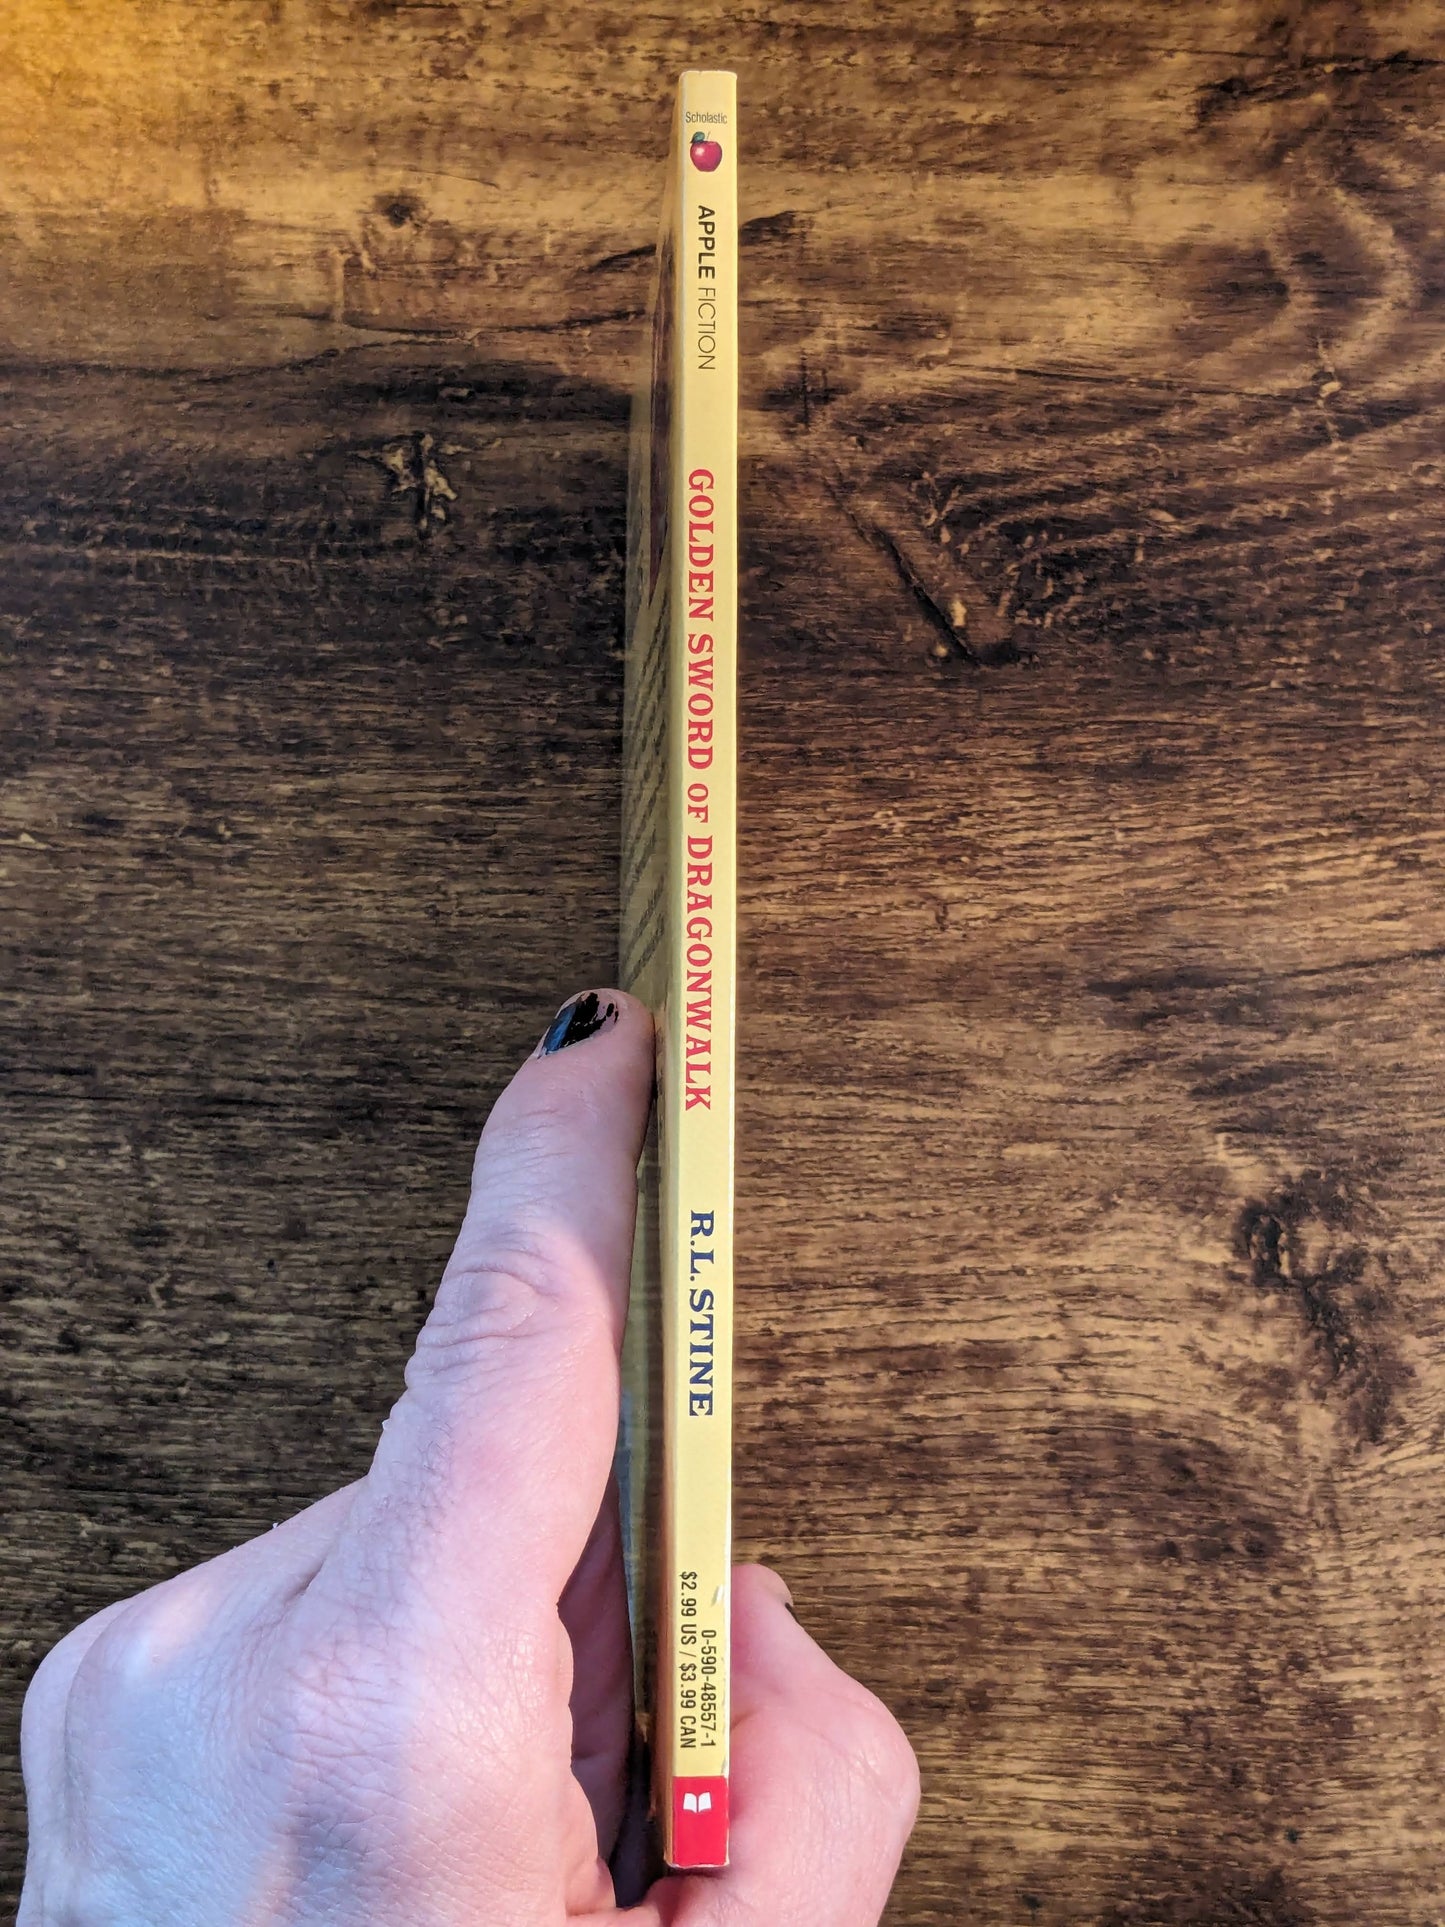 Scholastic
APPLE FICTION
GOLDEN SWORD OF DRAGONWALK
R.L. STINE
0-590-48557-1
$2.99 US / $3.99 CAN